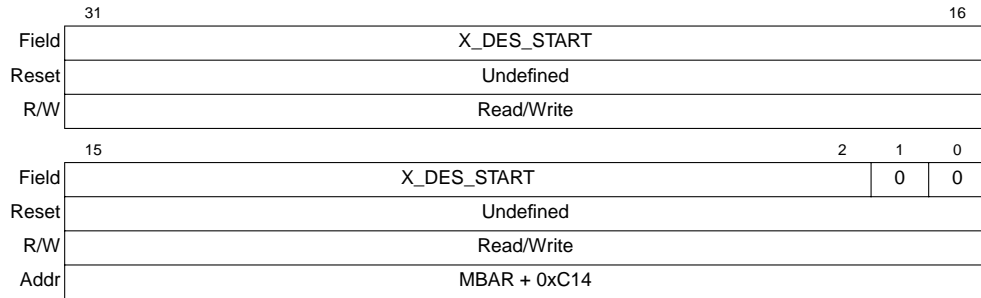 31 16
Field X_DES_START
Reset Undefined
R/W Read/Write
15 2 1 0
Field X_DES_START 0 0
Reset Undefined
R/W Read/Write
Addr MBAR + 0xC14